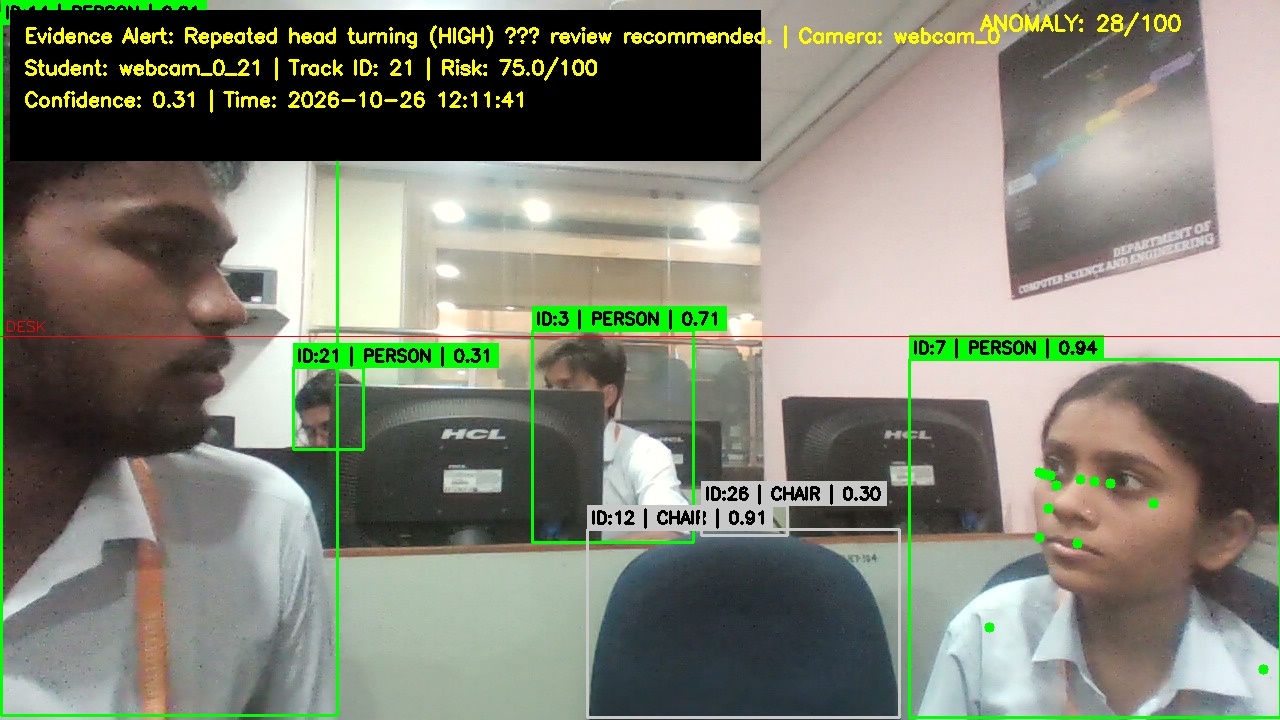 Evidence Alert: Repeated head turning (HIGH) ??? review recommended. | Camera: webcam_0
ANOMALY: 28/100
Student: webcam_0_21 | Track ID: 21 | Risk: 75.0/100
Confidence: 0.31 | Time: 2026-10-26 12:11:41
DEPARTMENT OF
COMPUTER SCIENCE AND ENGINEERING
DESK
ID:3 | PERSON | 0.71
ID:21 | PERSON | 0.31
ID:7 | PERSON | 0.94
HCL
HCL
HCL
ID:26 | CHAIR | 0.30
ID:12 | CHAIR | 0.91